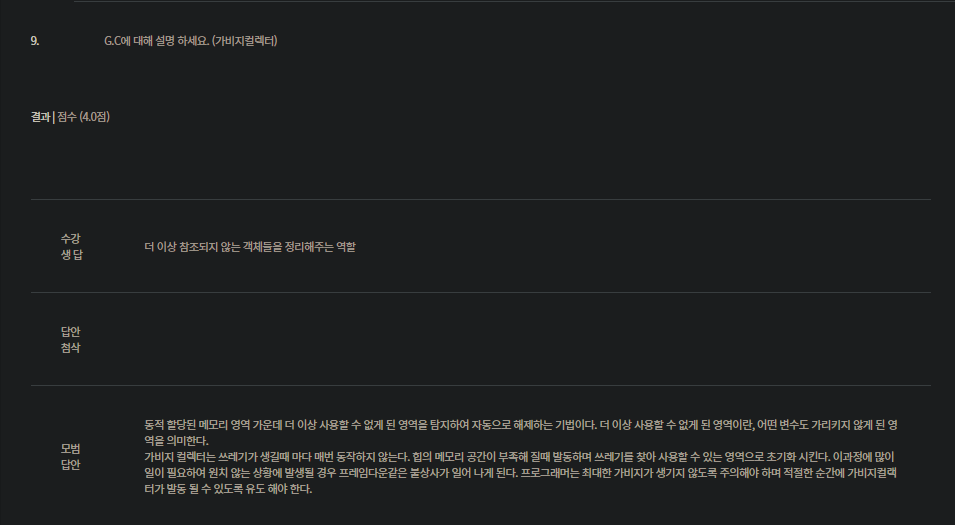 9. G.C에 대해 설명 하세요. (가비지컬렉터)
결과 | 점수 (4.0점)
수강
생 답
더 이상 참조되지 않는 객체들을 정리해주는 역할
답안
첨삭
모범
답안
동적 할당된 메모리 영역 가운데 더 이상 사용할 수 없게 된 영역을 탐지하여 자동으로 해제하는 기법이다. 더 이상 사용할 수 없게 된 영역이란, 어떤 변수도 가리키지 않게 된 영
역을 의미한다.
가비지 컬렉터는 쓰레기가 생길때 마다 매번 동작하지 않는다. 힙의 메모리 공간이 부족해 질때 발동하며 쓰레기를 찾아 사용할 수 있는 영역으로 초기화 시킨다. 이과정에 많이
일이 필요하여 원치 않는 상황에 발생될 경우 프레임다운같은 불상사가 일어 나게 된다. 프로그래머는 최대한 가비지가 생기지 않도록 주의해야 하며 적절한 순간에 가비지컬랙
터가 발동 될 수 있도록 유도 해야 한다.